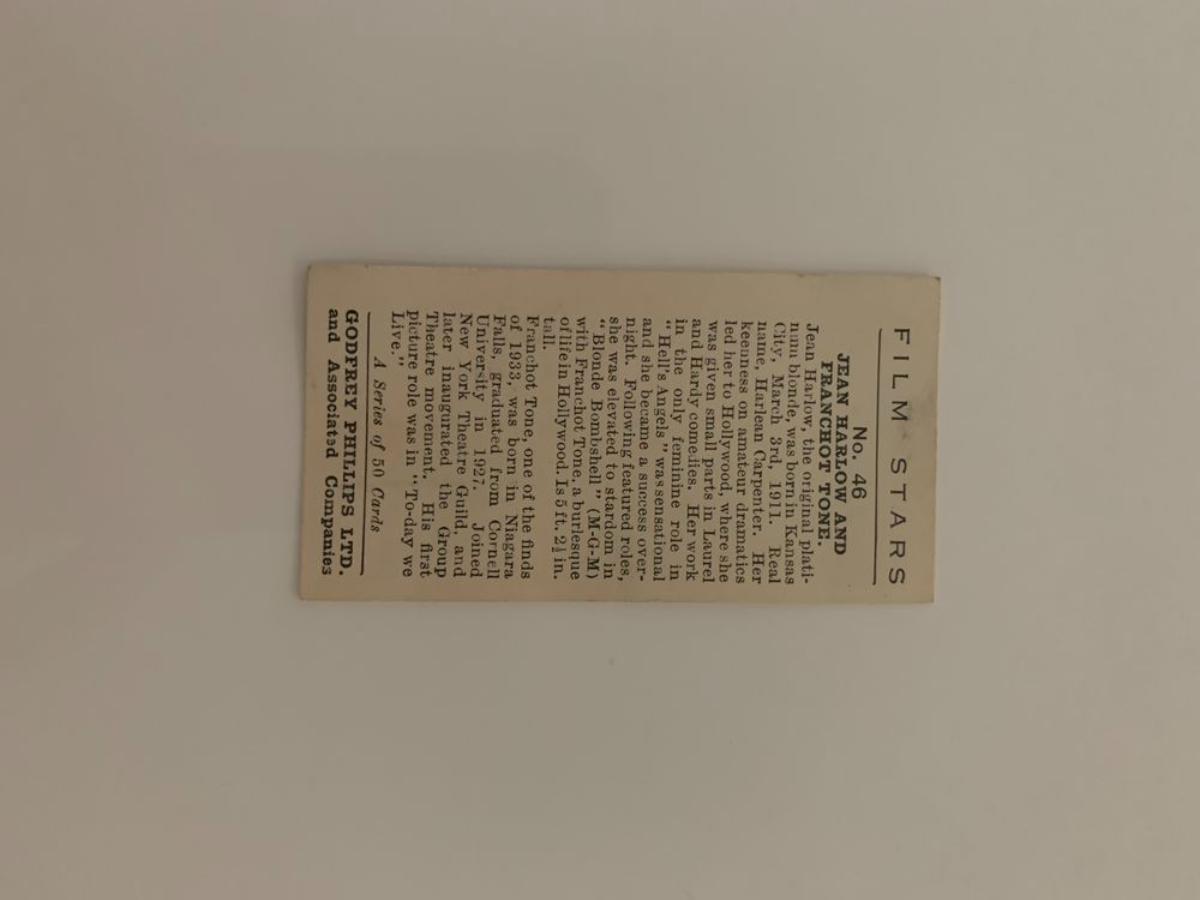 FILM STARS
No. 46
JEAN HARLOW AND
FRANCHOT TONE.
Jean Harlow, the original plati-
num blonde, was born in Kansas
City, March 3rd, 1911. Real
name, Harlean Carpenter. Her
keenness on amateur dramatics
led her to Hollywood, where she
was given small parts in Laurel
and Hardy comedies. Her work
in the only feminine role in
"Hell's Angels" was sensational
and she became a success over-
night. Following featured roles,
she was elevated to stardom in
"Blonde Bombshell" (M-G-M)
with Franchot Tone, a burlesque
of life in Hollywood. Is 5 ft. 2½ in.
tall.
Franchot Tone, one of the finds
of 1933, was born in Niagara
Falls, graduated from Cornell
University in 1927. Joined
New York Theatre Guild, and
later inaugurated the Group
Theatre movement. His first
picture role was in "To-day we
Live."
A Series of 50 Cards
GODFREY PHILLIPS LTD.
and Associated Companies